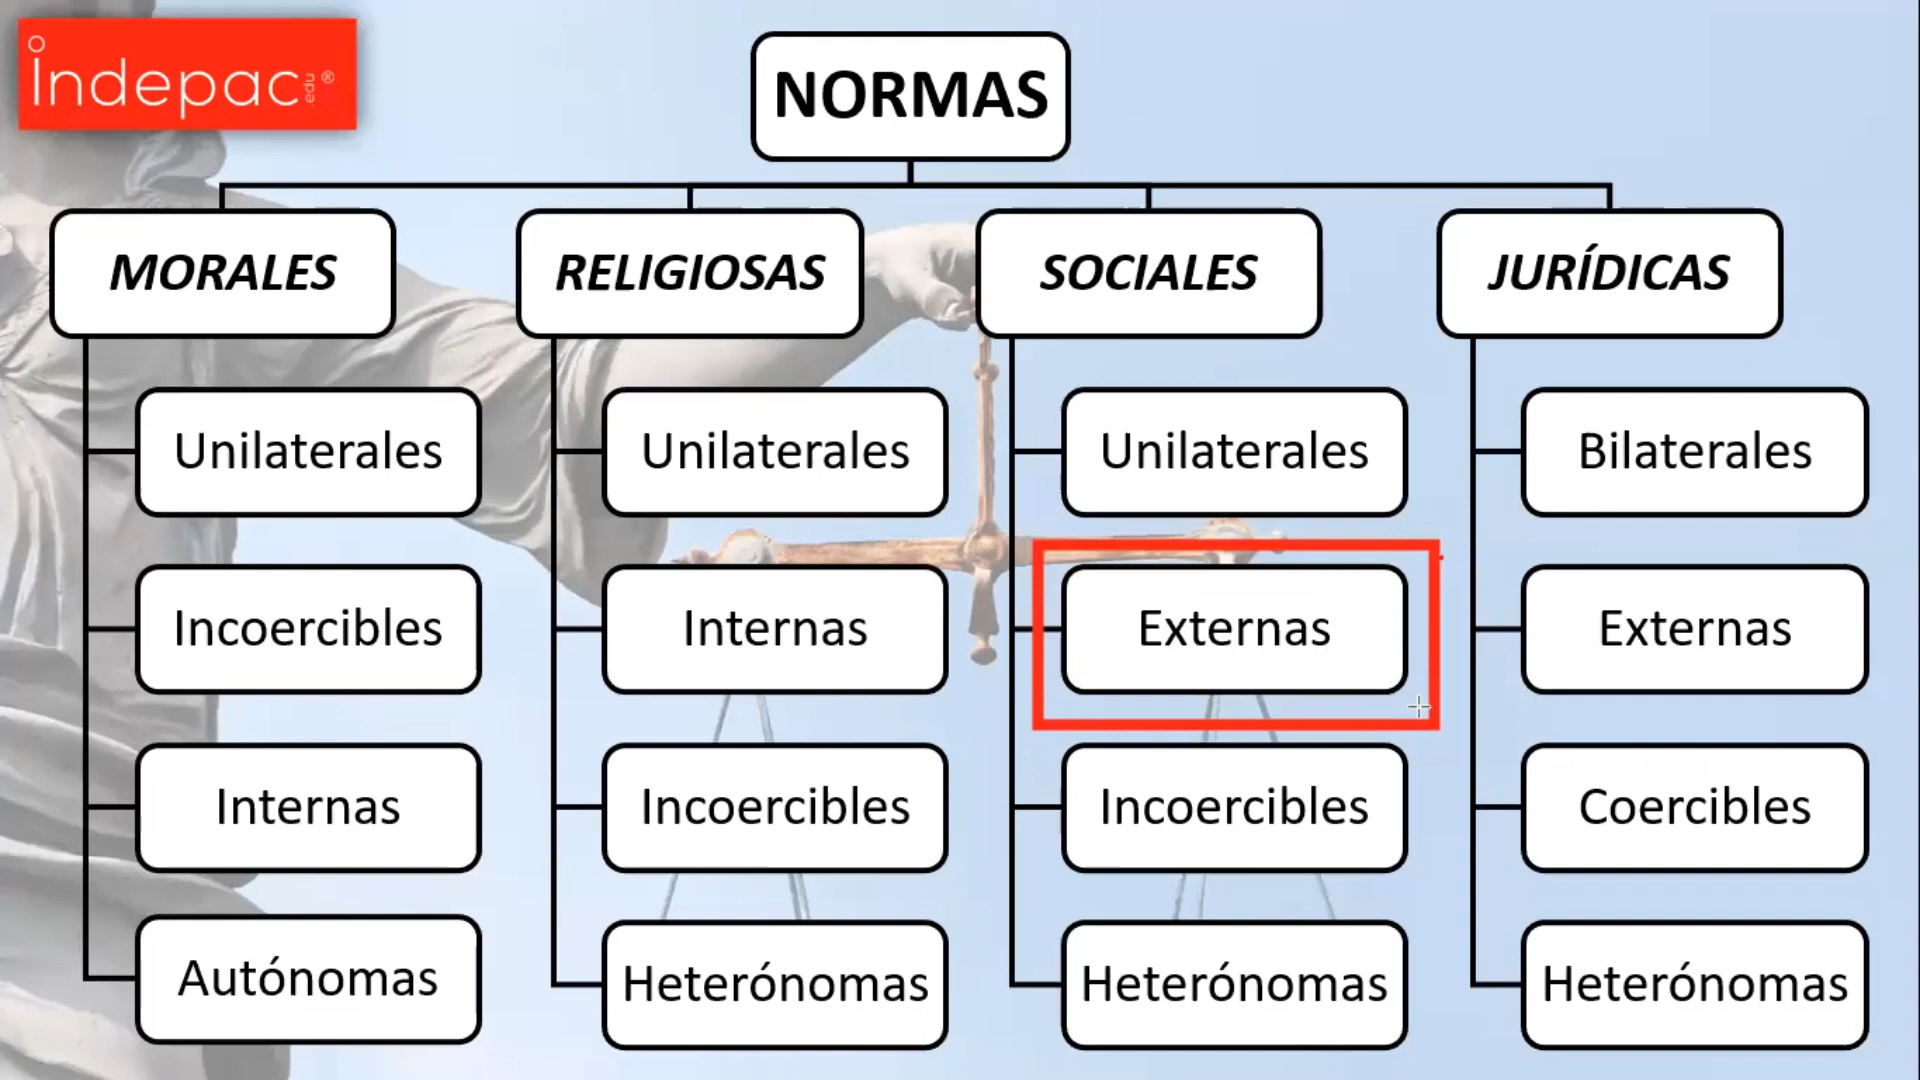 indepac.edu®
NORMAS
MORALES
Unilaterales
Incoercibles
Internas
Autónomas
RELIGIOSAS
Unilaterales
Internas
Incoercibles
Heterónomas
SOCIALES
Unilaterales
Externas
Incoercibles
Heterónomas
JURÍDICAS
Bilaterales
Externas
Coercibles
Heterónomas